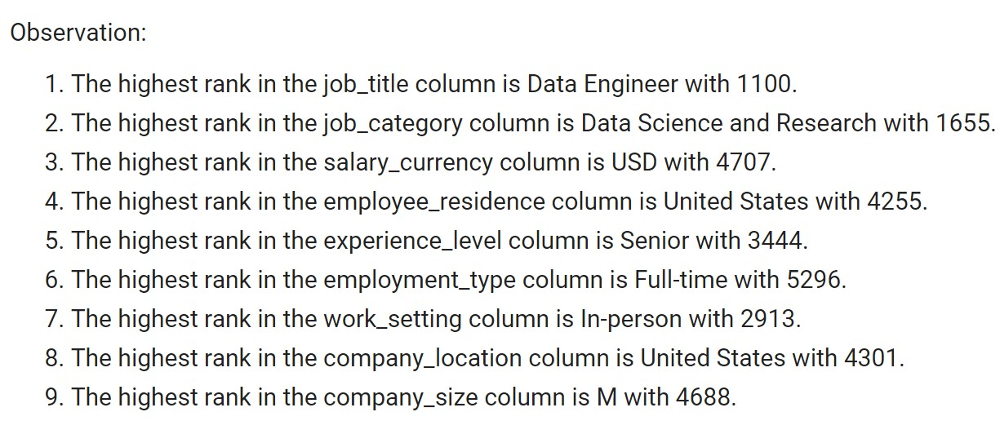 Observation:
1. The highest rank in the job_title column is Data Engineer with 1100.
2. The highest rank in the job_category column is Data Science and Research with 1655.
3. The highest rank in the salary_currency column is USD with 4707.
4. The highest rank in the employee_residence column is United States with 4255.
5. The highest rank in the experience_level column is Senior with 3444.
6. The highest rank in the employment_type column is Full-time with 5296.
7. The highest rank in the work_setting column is In-person with 2913.
8. The highest rank in the company_location column is United States with 4301.
9. The highest rank in the company_size column is M with 4688.